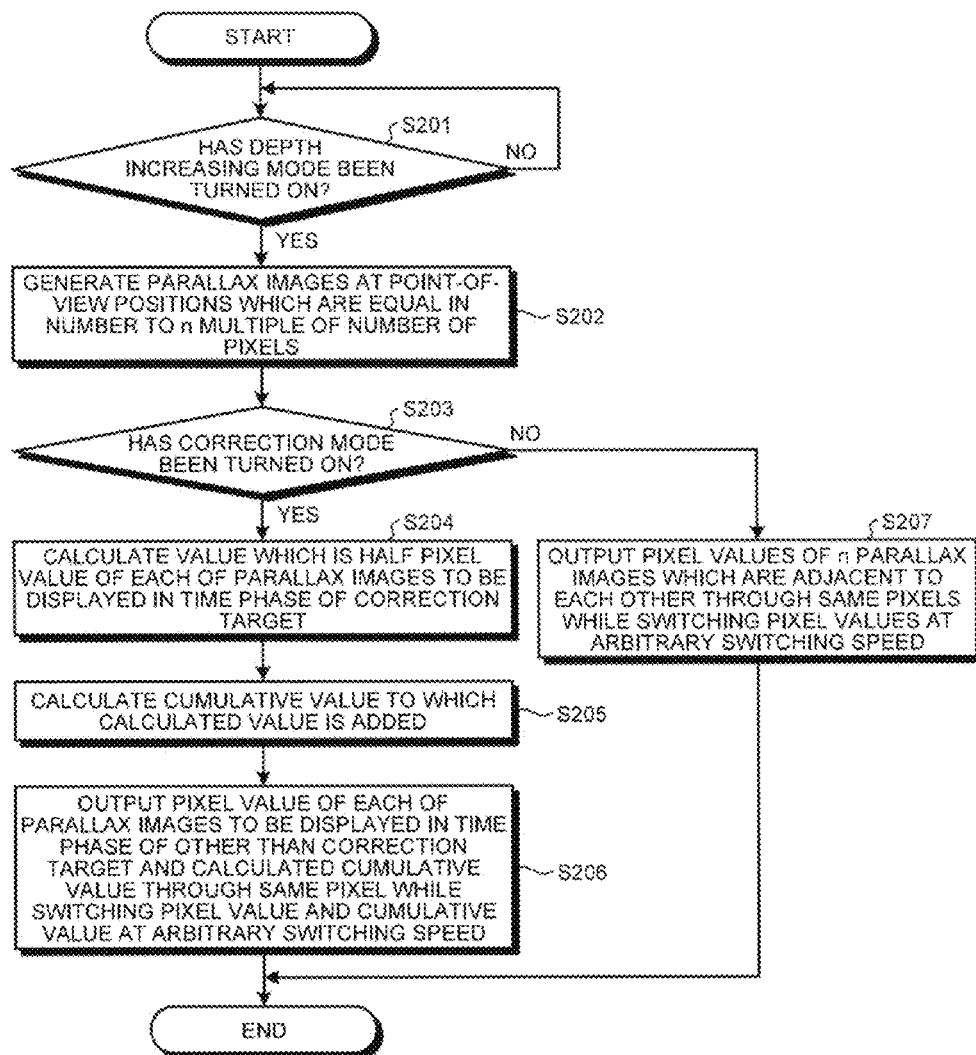 START
S201
HAS DEPTH
INCREASING MODE BEEN
TURNED ON?
NO
YES
GENERATE PARALLAX IMAGES AT POINT-OF-
VIEW POSITIONS WHICH ARE EQUAL IN
NUMBER TO n MULTIPLE OF NUMBER OF
PIXELS
S202
S203
HAS CORRECTION MODE
BEEN TURNED ON?
NO
YES
S204
CALCULATE VALUE WHICH IS HALF PIXEL
VALUE OF EACH OF PARALLAX IMAGES TO BE
DISPLAYED IN TIME PHASE OF CORRECTION
TARGET
S207
OUTPUT PIXEL VALUES OF n PARALLAX
IMAGES WHICH ARE ADJACENT TO
EACH OTHER THROUGH SAME PIXELS
WHILE SWITCHING PIXEL VALUES AT
ARBITRARY SWITCHING SPEED
CALCULATE CUMULATIVE VALUE TO WHICH
CALCULATED VALUE IS ADDED
S205
OUTPUT PIXEL VALUE OF EACH OF
PARALLAX IMAGES TO BE DISPLAYED IN TIME
PHASE OF OTHER THAN CORRECTION
TARGET AND CALCULATED CUMULATIVE
VALUE THROUGH SAME PIXEL WHILE
SWITCHING PIXEL VALUE AND CUMULATIVE
VALUE AT ARBITRARY SWITCHING SPEED
S206
END